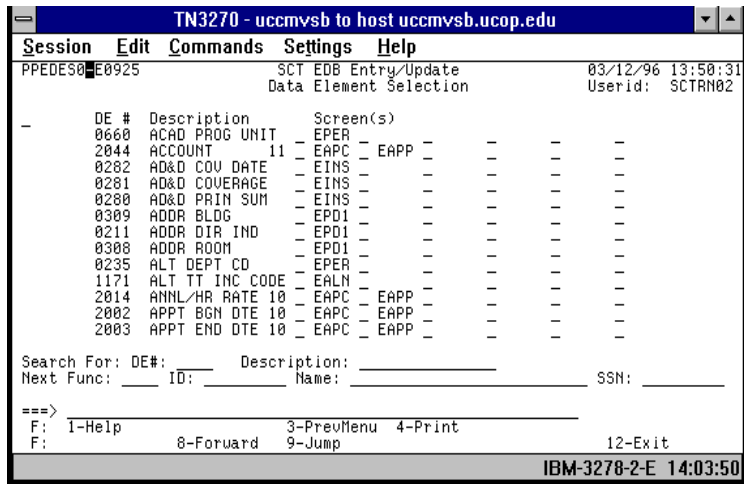 TN3270 - uccmvsb to host uccmvsb.ucop.edu
Session Edit Commands Settings Help
PPEDES0-E0925 SCT EDB Entry/Update 03/12/96 13:50:31
Data Element Selection Userid: SCTRN02
DE # Description Screen(s)
0660 ACAD PROG UNIT _ EPER _ _ _ _
2044 ACCOUNT 11 _ EAPC _ EAPP _ _ _ _
0282 AD&D COV DATE _ EINS _ _ _ _
0281 AD&D COVERAGE _ EINS _ _ _ _
0280 AD&D PRIN SUM _ EINS _ _ _ _
0309 ADDR BLDG _ EPD1 _ _ _ _
0211 ADDR DIR IND _ EPD1 _ _ _ _
0308 ADDR ROOM _ EPD1 _ _ _ _
0235 ALT DEPT CD _ EPER _ _ _ _
1171 ALT TT INC CODE _ EALN _ _ _ _
2014 ANNL/HR RATE 10 _ EAPC _ EAPP _ _ _ _
2002 APPT BGN DTE 10 _ EAPC _ EAPP _ _ _ _
2003 APPT END DTE 10 _ EAPC _ EAPP _ _ _ _
Search For: DE#: ____ Description: _______________
Next Func: ____ ID: _________ Name: __________________________ SSN: _________
===> 
F: 1-Help 3-PrevMenu 4-Print
F: 8-Forward 9-Jump 12-Exit
IBM-3278-2-E 14:03:50